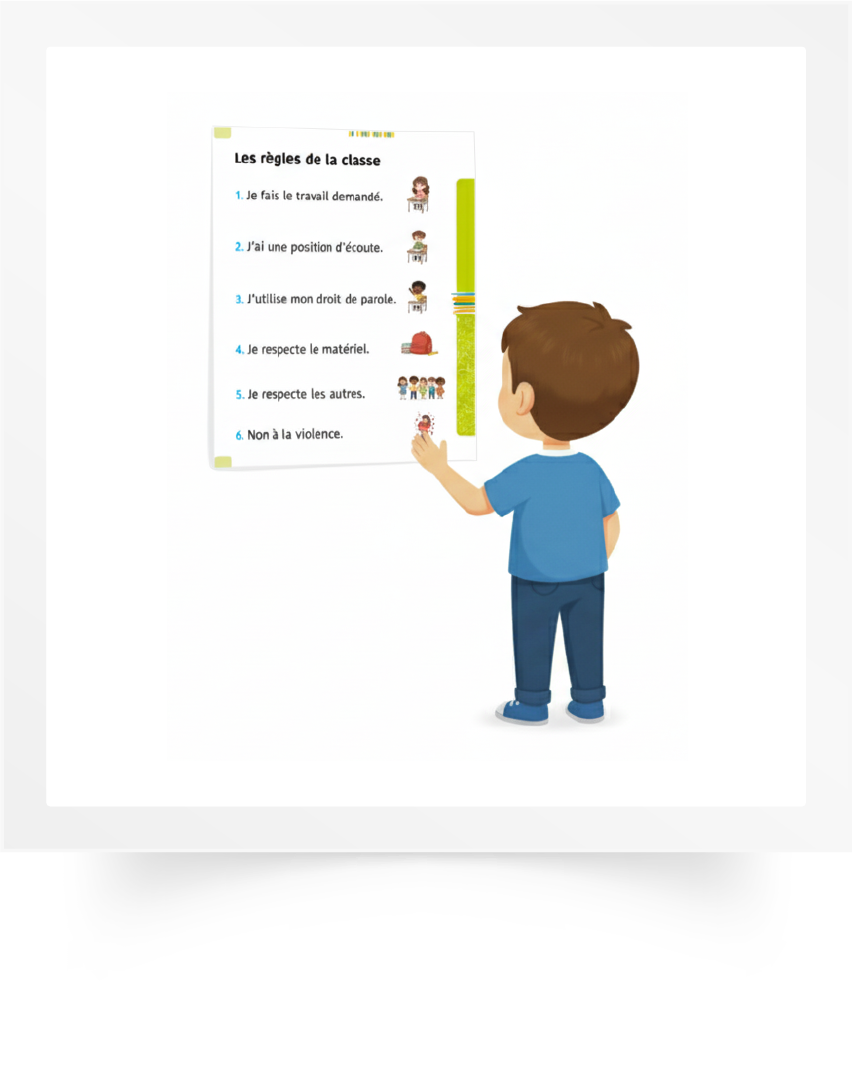 Les règles de la classe
1. Je fais le travail demandé.
2. J'ai une position d'écoute.
3. J'utilise mon droit de parole.
4. Je respecte le matériel.
5. Je respecte les autres.
6. Non à la violence.